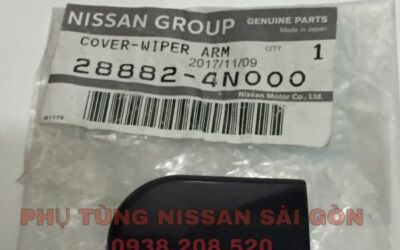 NISSAN GROUP
GENUINE PARTS
Made in Japan
COVER-WIPER ARM
QTY 1
2017/11/09
28882-4N000
Nissan Motor Co., Ltd.
PHỤ TÙNG NISSAN SÀI GÒN
0938 208 520